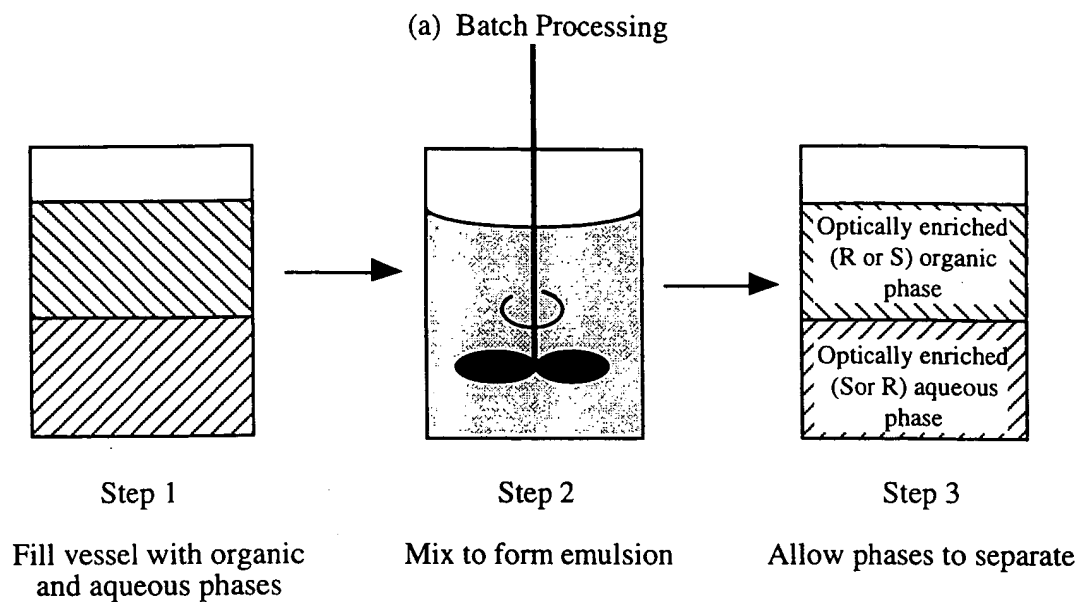 (a) Batch Processing
Optically enriched
(R or S) organic
phase
Optically enriched
(Sor R) aqueous
phase
Step 1
Step 2
Step 3
Fill vessel with organic
and aqueous phases
Mix to form emulsion
Allow phases to separate